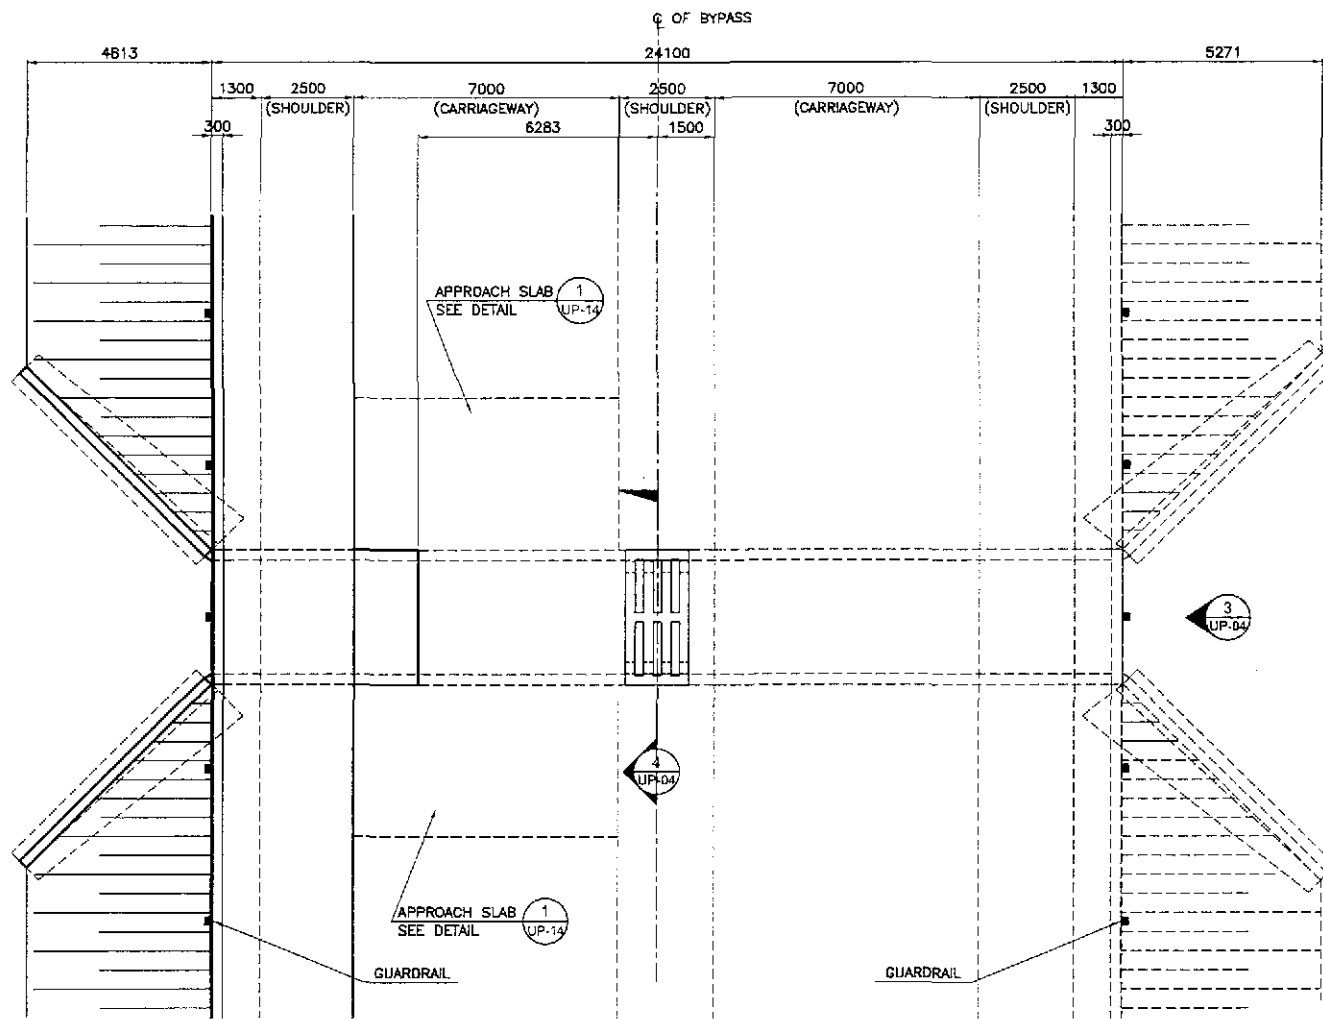 ℄ OF BYPASS
4813 24100 5271
1300 2500 7000 2500 7000 2500 1300
(SHOULDER) (CARRIAGEWAY) (SHOULDER) (CARRIAGEWAY) (SHOULDER)
300 6283 1500 300
APPROACH SLAB 1
SEE DETAIL UP-14
3
UP-04
4
UP-04
APPROACH SLAB 1
SEE DETAIL UP-14
GUARDRAIL GUARDRAIL